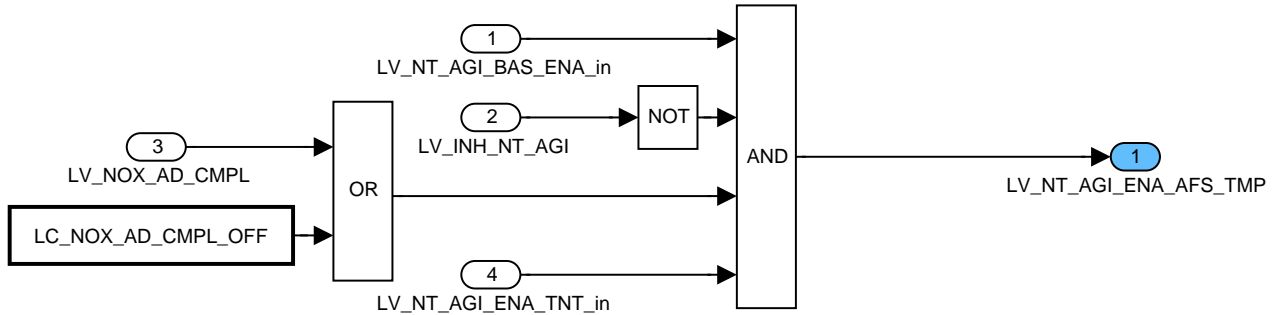 1
LV_NT_AGI_BAS_ENA_in
2
NOT
LV_INH_NT_AGI
3
LV_NOX_AD_CMPL
OR
AND
1
LV_NT_AGI_ENA_AFS_TMP
LC_NOX_AD_CMPL_OFF
4
LV_NT_AGI_ENA_TNT_in